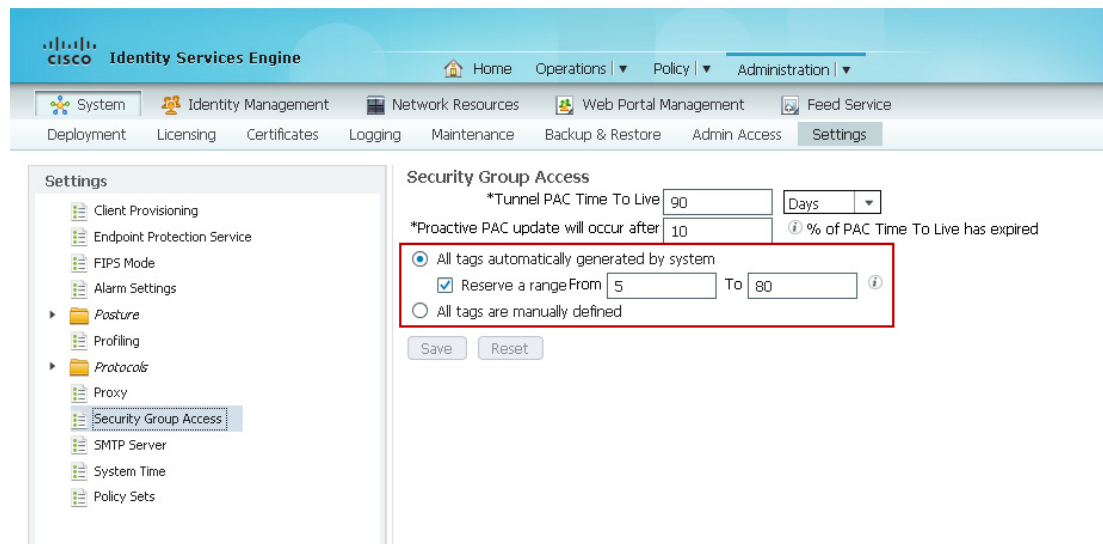 CISCO Identity Services Engine
Home Operations | ▼ Policy | ▼ Administration | ▼
System Identity Management Network Resources Web Portal Management Feed Service
Deployment Licensing Certificates Logging Maintenance Backup & Restore Admin Access Settings
Settings
Client Provisioning
Endpoint Protection Service
FIPS Mode
Alarm Settings
Posture
Profiling
Protocols
Proxy
Security Group Access
SMTP Server
System Time
Policy Sets
Security Group Access
*Tunnel PAC Time To Live 90 Days
*Proactive PAC update will occur after 10 % of PAC Time To Live has expired
All tags automatically generated by system
Reserve a range From 5 To 80
All tags are manually defined
Save Reset